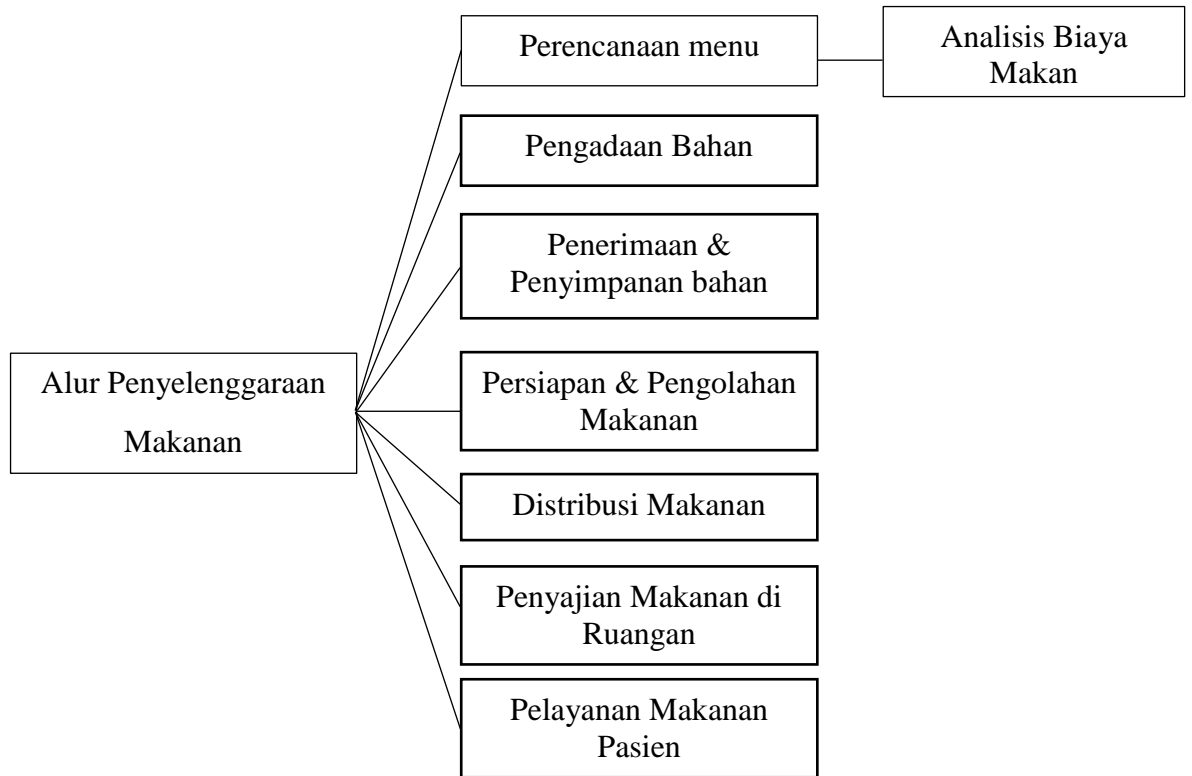 Perencanaan menu
Analisis Biaya
Makan
Pengadaan Bahan
Penerimaan &
Penyimpanan bahan
Alur Penyelenggaraan
Makanan
Persiapan & Pengolahan
Makanan
Distribusi Makanan
Penyajian Makanan di
Ruangan
Pelayanan Makanan
Pasien